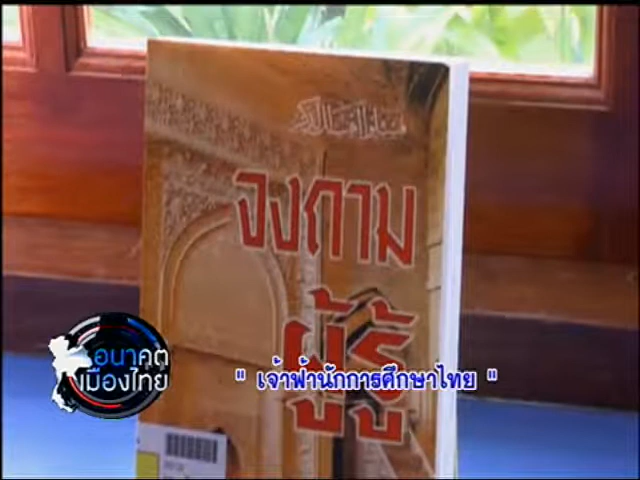 จงถาม
ผู้รู้
อนาคต
เมืองไทย
" เจ้าฟ้านักการศึกษาไทย "